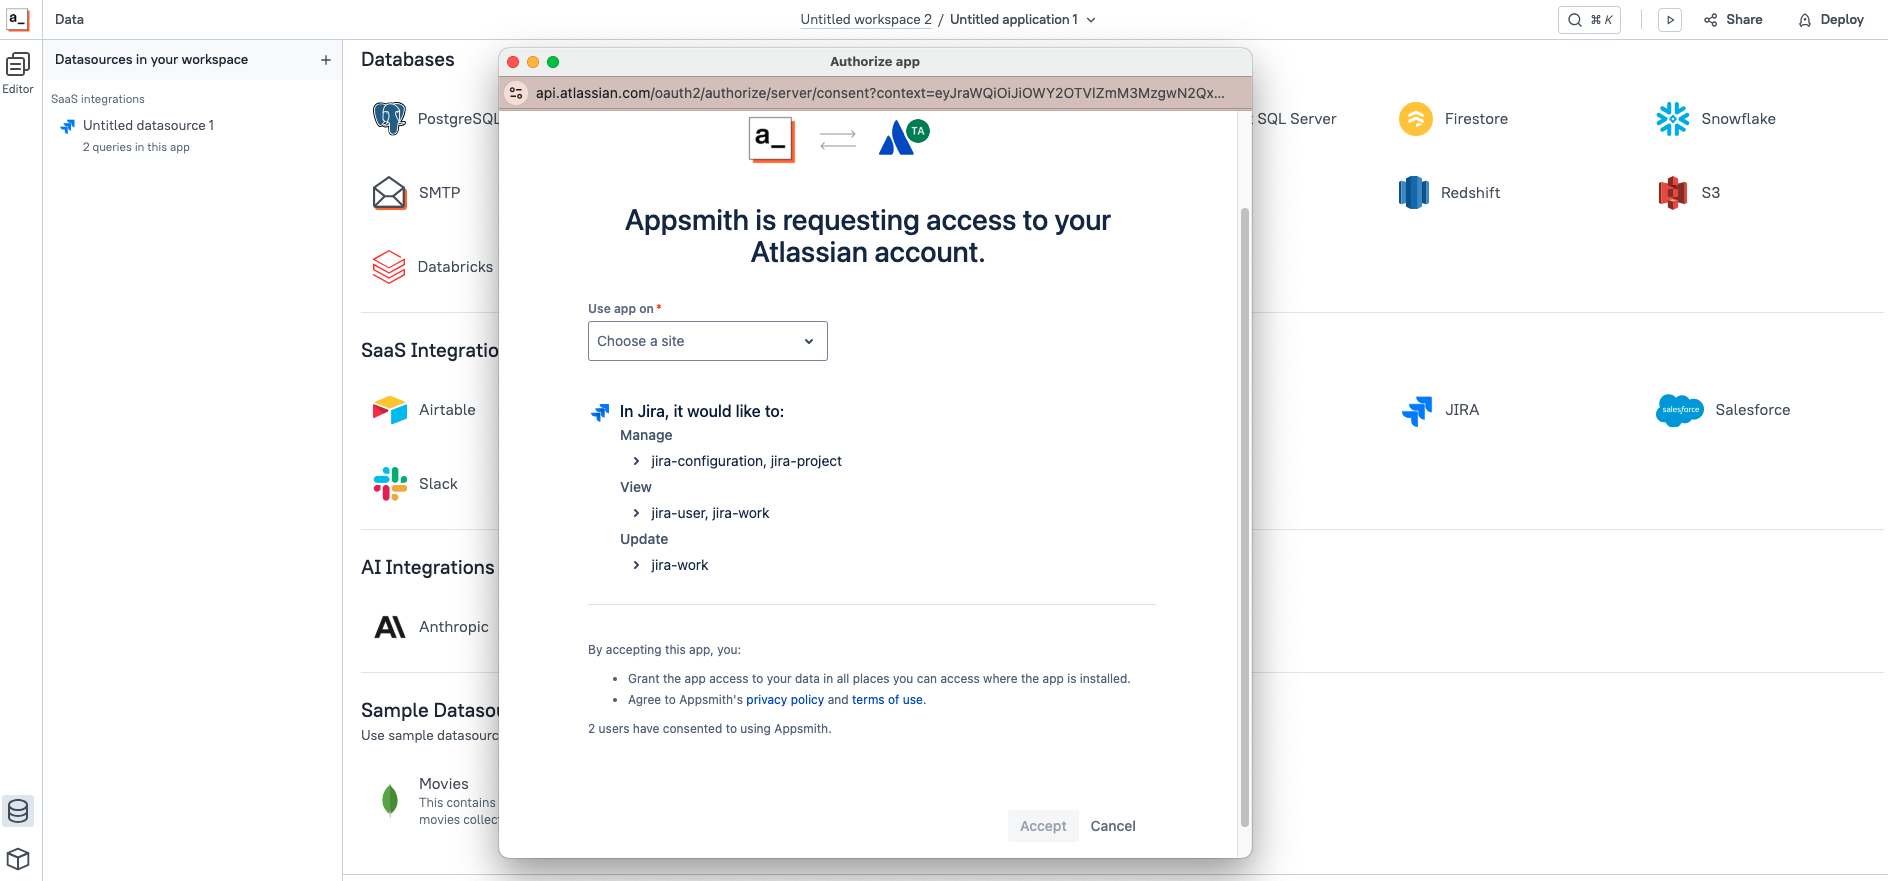 a_
Data
Untitled workspace 2 / Untitled application 1
⌘ K
Share
Deploy
Editor
Datasources in your workspace
SaaS integrations
Untitled datasource 1
2 queries in this app
Databases
PostgreSQL
SQL Server
Firestore
Snowflake
SMTP
Redshift
S3
Databricks
SaaS Integratio
Airtable
JIRA
salesforce
Salesforce
Slack
AI Integrations
Anthropic
Sample Datasou
Use sample datasourc
Movies
This contains
movies collect
Authorize app
api.atlassian.com/oauth2/authorize/server/consent?context=eyJraWQiOiJiOWY2OTVlZmM3MzgwN2Qx...
a_
TA
Appsmith is requesting access to your
Atlassian account.
Use app on *
Choose a site
In Jira, it would like to:
Manage
jira-configuration, jira-project
View
jira-user, jira-work
Update
jira-work
By accepting this app, you:
• Grant the app access to your data in all places you can access where the app is installed.
• Agree to Appsmith's privacy policy and terms of use.
2 users have consented to using Appsmith.
Accept
Cancel